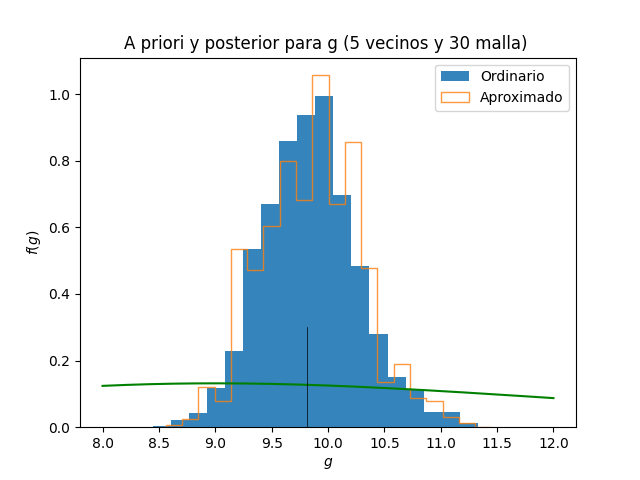 A priori y posterior para g (5 vecinos y 30 malla)
Ordinario
Aproximado
f(g)
1.0
0.8
0.6
0.4
0.2
0.0
8.0 8.5 9.0 9.5 10.0 10.5 11.0 11.5 12.0
g